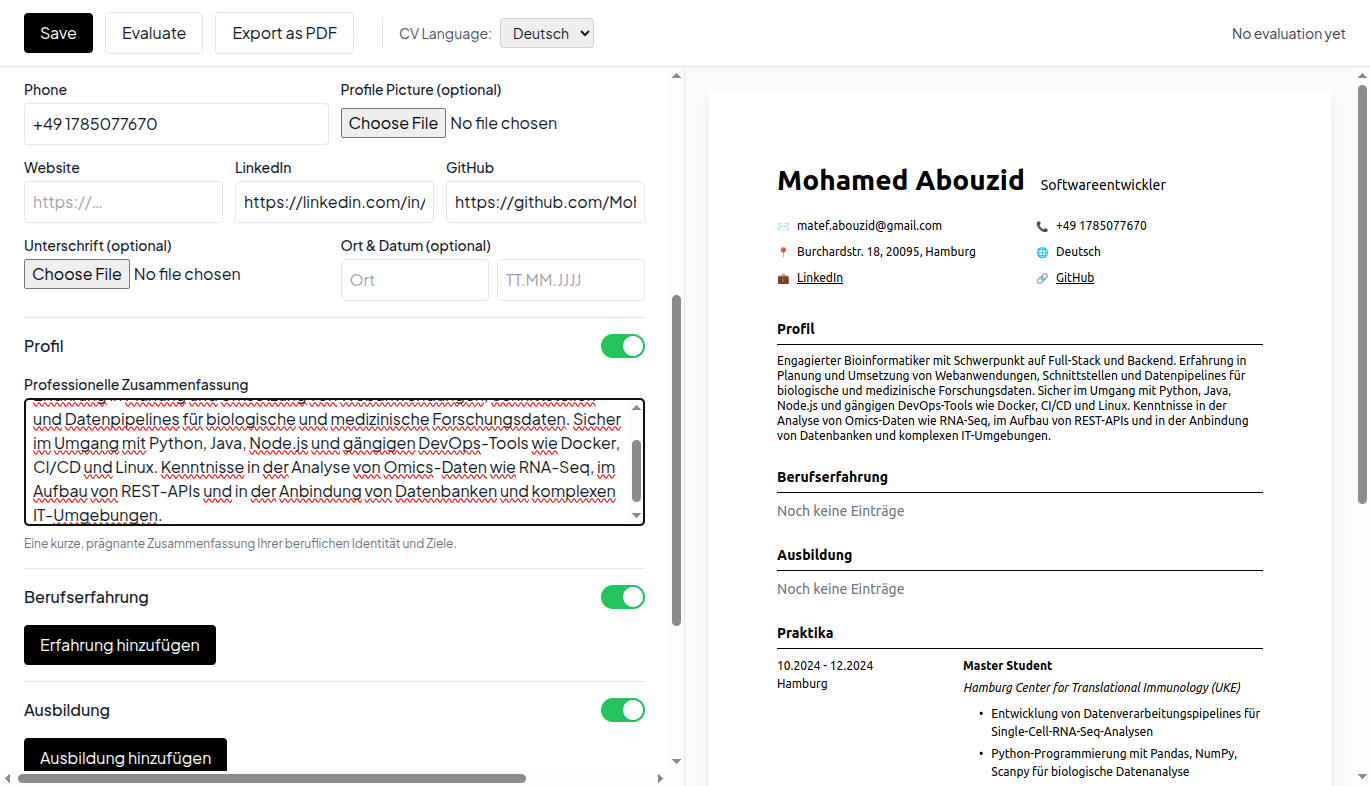 Save
Evaluate
Export as PDF
CV Language:
Deutsch
No evaluation yet
Phone
Profile Picture (optional)
+49 1785077670
Choose File
No file chosen
Website
LinkedIn
GitHub
https://...
https://linkedin.com/in/
https://github.com/Moh
Unterschrift (optional)
Ort & Datum (optional)
Choose File
No file chosen
Ort
TT.MM.JJJJ
Profil
Professionelle Zusammenfassung
und Datenpipelines für biologische und medizinische Forschungsdaten. Sicher
im Umgang mit Python, Java, Node.js und gängigen DevOps-Tools wie Docker,
CI/CD und Linux. Kenntnisse in der Analyse von Omics-Daten wie RNA-Seq, im
Aufbau von REST-APIs und in der Anbindung von Datenbanken und komplexen
IT-Umgebungen.
Eine kurze, prägnante Zusammenfassung Ihrer beruflichen Identität und Ziele.
Berufserfahrung
Erfahrung hinzufügen
Ausbildung
Ausbildung hinzufügen
Mohamed Abouzid
Softwareentwickler
matef.abouzid@gmail.com
+49 1785077670
Burchardstr. 18, 20095, Hamburg
Deutsch
LinkedIn
GitHub
Profil
Engagierter Bioinformatiker mit Schwerpunkt auf Full-Stack und Backend. Erfahrung in
Planung und Umsetzung von Webanwendungen, Schnittstellen und Datenpipelines für
biologische und medizinische Forschungsdaten. Sicher im Umgang mit Python, Java,
Node.js und gängigen DevOps-Tools wie Docker, CI/CD und Linux. Kenntnisse in der
Analyse von Omics-Daten wie RNA-Seq, im Aufbau von REST-APIs und in der Anbindung
von Datenbanken und komplexen IT-Umgebungen.
Berufserfahrung
Noch keine Einträge
Ausbildung
Noch keine Einträge
Praktika
10.2024 - 12.2024
Master Student
Hamburg
Hamburg Center for Translational Immunology (UKE)
• Entwicklung von Datenverarbeitungspipelines für
Single-Cell-RNA-Seq-Analysen
• Python-Programmierung mit Pandas, NumPy,
Scanpy für biologische Datenanalyse